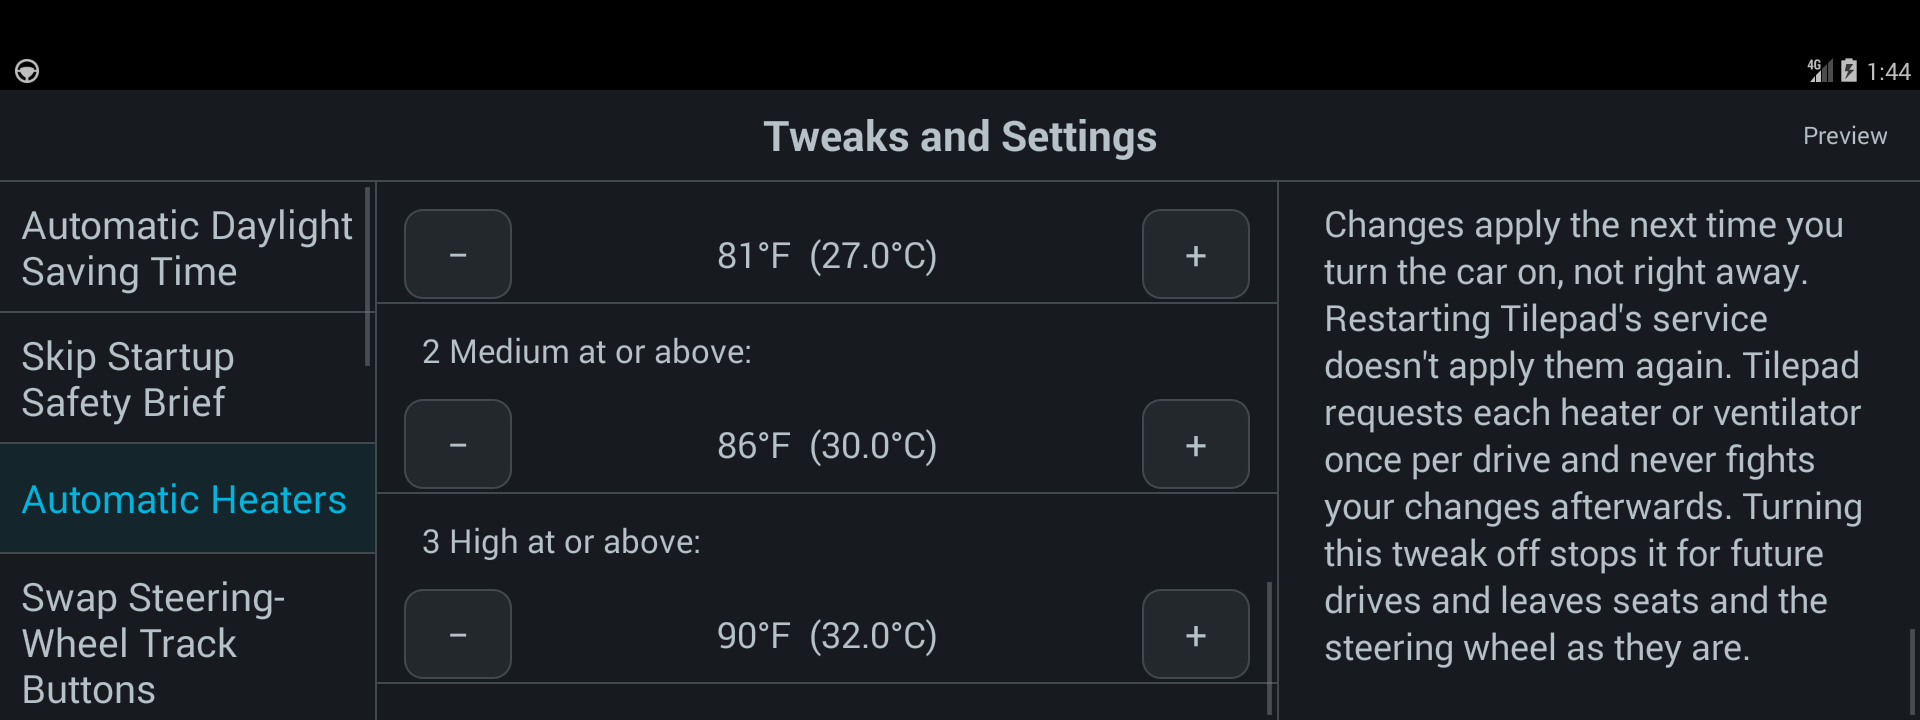 4G
1:44
Tweaks and Settings
Preview
Automatic Daylight
Saving Time
Skip Startup
Safety Brief
Automatic Heaters
Swap Steering-
Wheel Track
Buttons
− 81°F (27.0°C) +
2 Medium at or above:
− 86°F (30.0°C) +
3 High at or above:
− 90°F (32.0°C) +
Changes apply the next time you
turn the car on, not right away.
Restarting Tilepad's service
doesn't apply them again. Tilepad
requests each heater or ventilator
once per drive and never fights
your changes afterwards. Turning
this tweak off stops it for future
drives and leaves seats and the
steering wheel as they are.